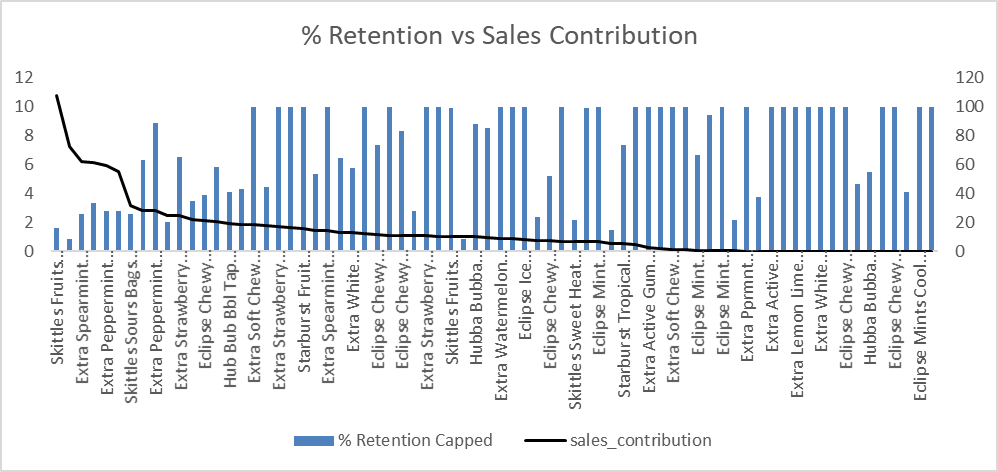 % Retention vs Sales Contribution
12
10
8
6
4
2
0
120
100
80
60
40
20
0
Skittles Fruits…
Extra Spearmint…
Extra Peppermint…
Skittles Sours Bags…
Extra Peppermint…
Extra Strawberry…
Eclipse Chewy…
Hub Bub Bbl Tap…
Extra Soft Chew…
Extra Strawberry…
Starburst Fruit…
Extra Spearmint…
Extra White…
Eclipse Chewy…
Eclipse Chewy…
Extra Strawberry…
Skittles Fruits…
Hubba Bubba…
Extra Watermelon…
Eclipse Ice…
Eclipse Chewy…
Skittles Sweet Heat…
Eclipse Mint…
Starburst Tropical…
Extra Active Gum…
Extra Soft Chew…
Eclipse Mint…
Eclipse Mint…
Extra Pprmnt…
Extra Active…
Extra Lemon Lime…
Extra White…
Eclipse Chewy…
Hubba Bubba…
Eclipse Chewy…
Eclipse Mints Cool…
% Retention Capped
sales_contribution